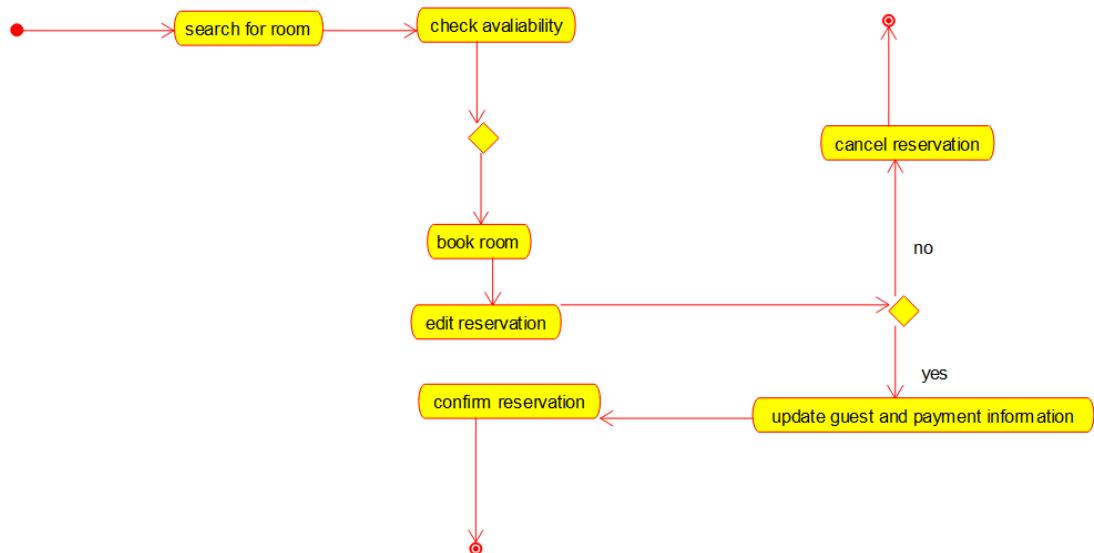 search for room
check avaliability
cancel reservation
book room
no
edit reservation
yes
confirm reservation
update guest and payment information